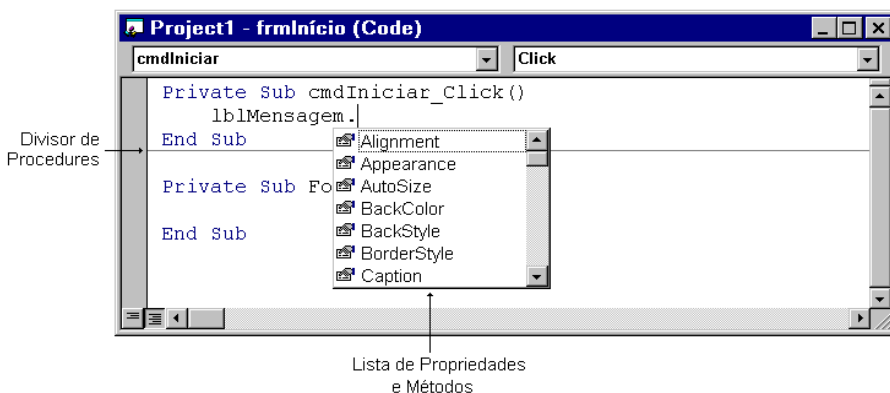 Project1 - frmInício (Code)
cmdIniciar
Click
Private Sub cmdIniciar_Click()
lblMensagem.
End Sub
Private Sub Fo
End Sub
Alignment
Appearance
AutoSize
BackColor
BackStyle
BorderStyle
Caption
Divisor de
Procedures
Lista de Propriedades
e Métodos